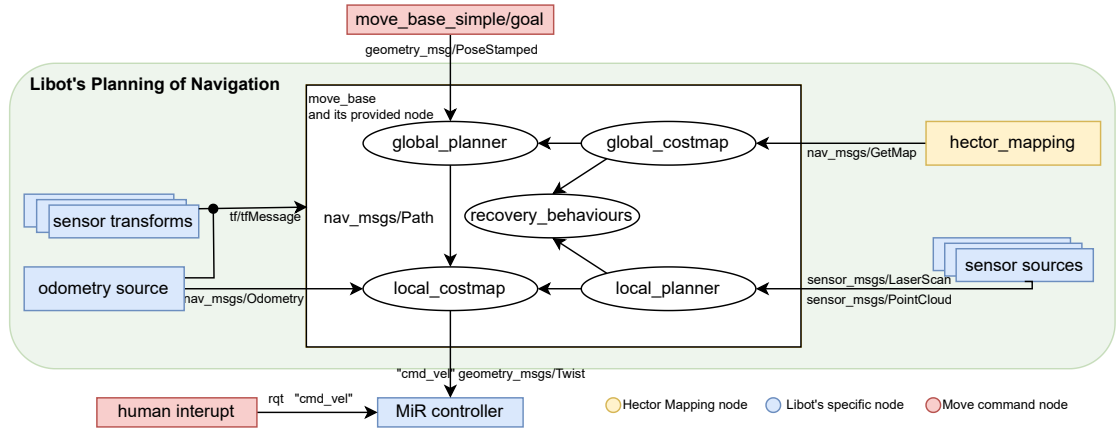 move_base_simple/goal
geometry_msg/PoseStamped
Libot's Planning of Navigation
move_base
and its provided node
global_planner
global_costmap
nav_msgs/GetMap
hector_mapping
sensor transforms
tf/tfMessage
nav_msgs/Path
recovery_behaviours
odometry source
nav_msgs/Odometry
local_costmap
local_planner
sensor_msgs/LaserScan
sensor_msgs/PointCloud
sensor sources
"cmd_vel" geometry_msgs/Twist
human interupt
rqt "cmd_vel"
MiR controller
Hector Mapping node
Libot's specific node
Move command node